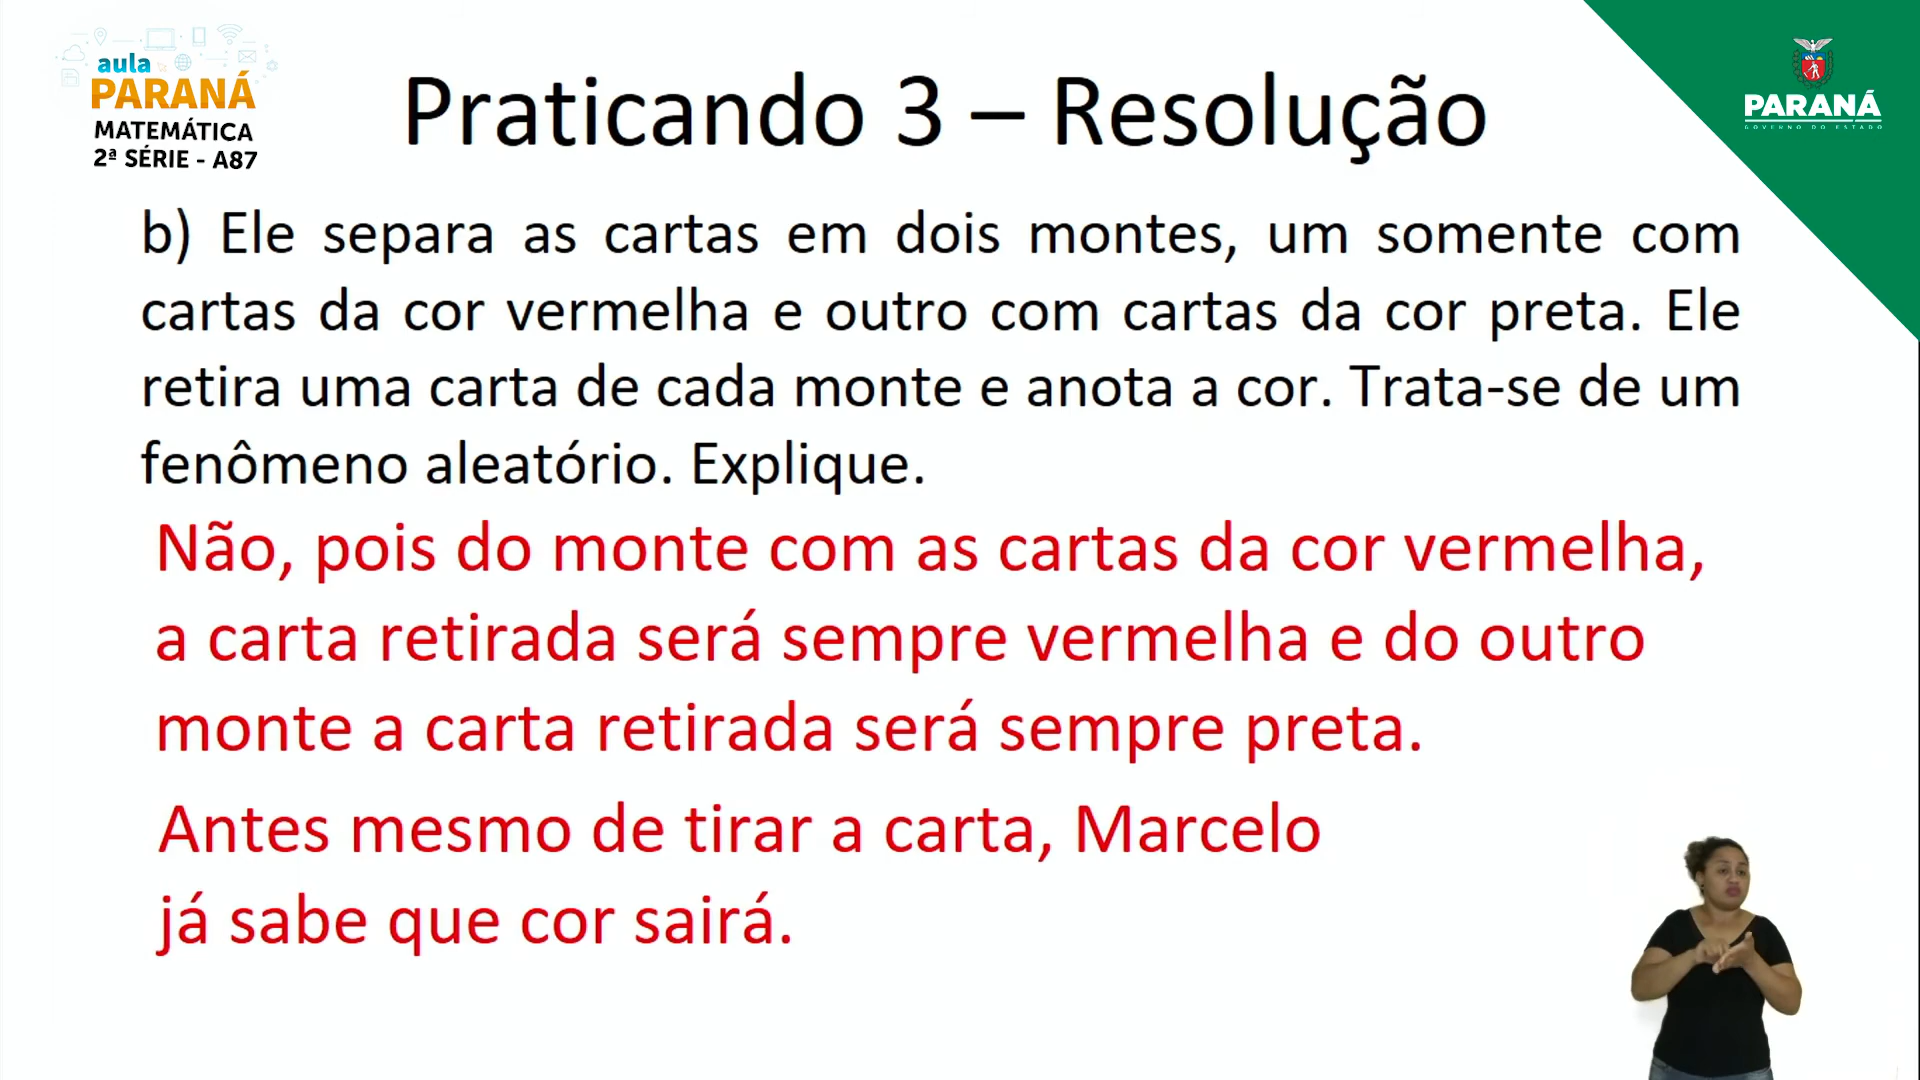 aula
PARANÁ
MATEMÁTICA
2ª SÉRIE - A87
Praticando 3 – Resolução
PARANÁ
GOVERNO DO ESTADO
b) Ele separa as cartas em dois montes, um somente com
cartas da cor vermelha e outro com cartas da cor preta. Ele
retira uma carta de cada monte e anota a cor. Trata-se de um
fenômeno aleatório. Explique.
Não, pois do monte com as cartas da cor vermelha,
a carta retirada será sempre vermelha e do outro
monte a carta retirada será sempre preta.
Antes mesmo de tirar a carta, Marcelo
já sabe que cor sairá.